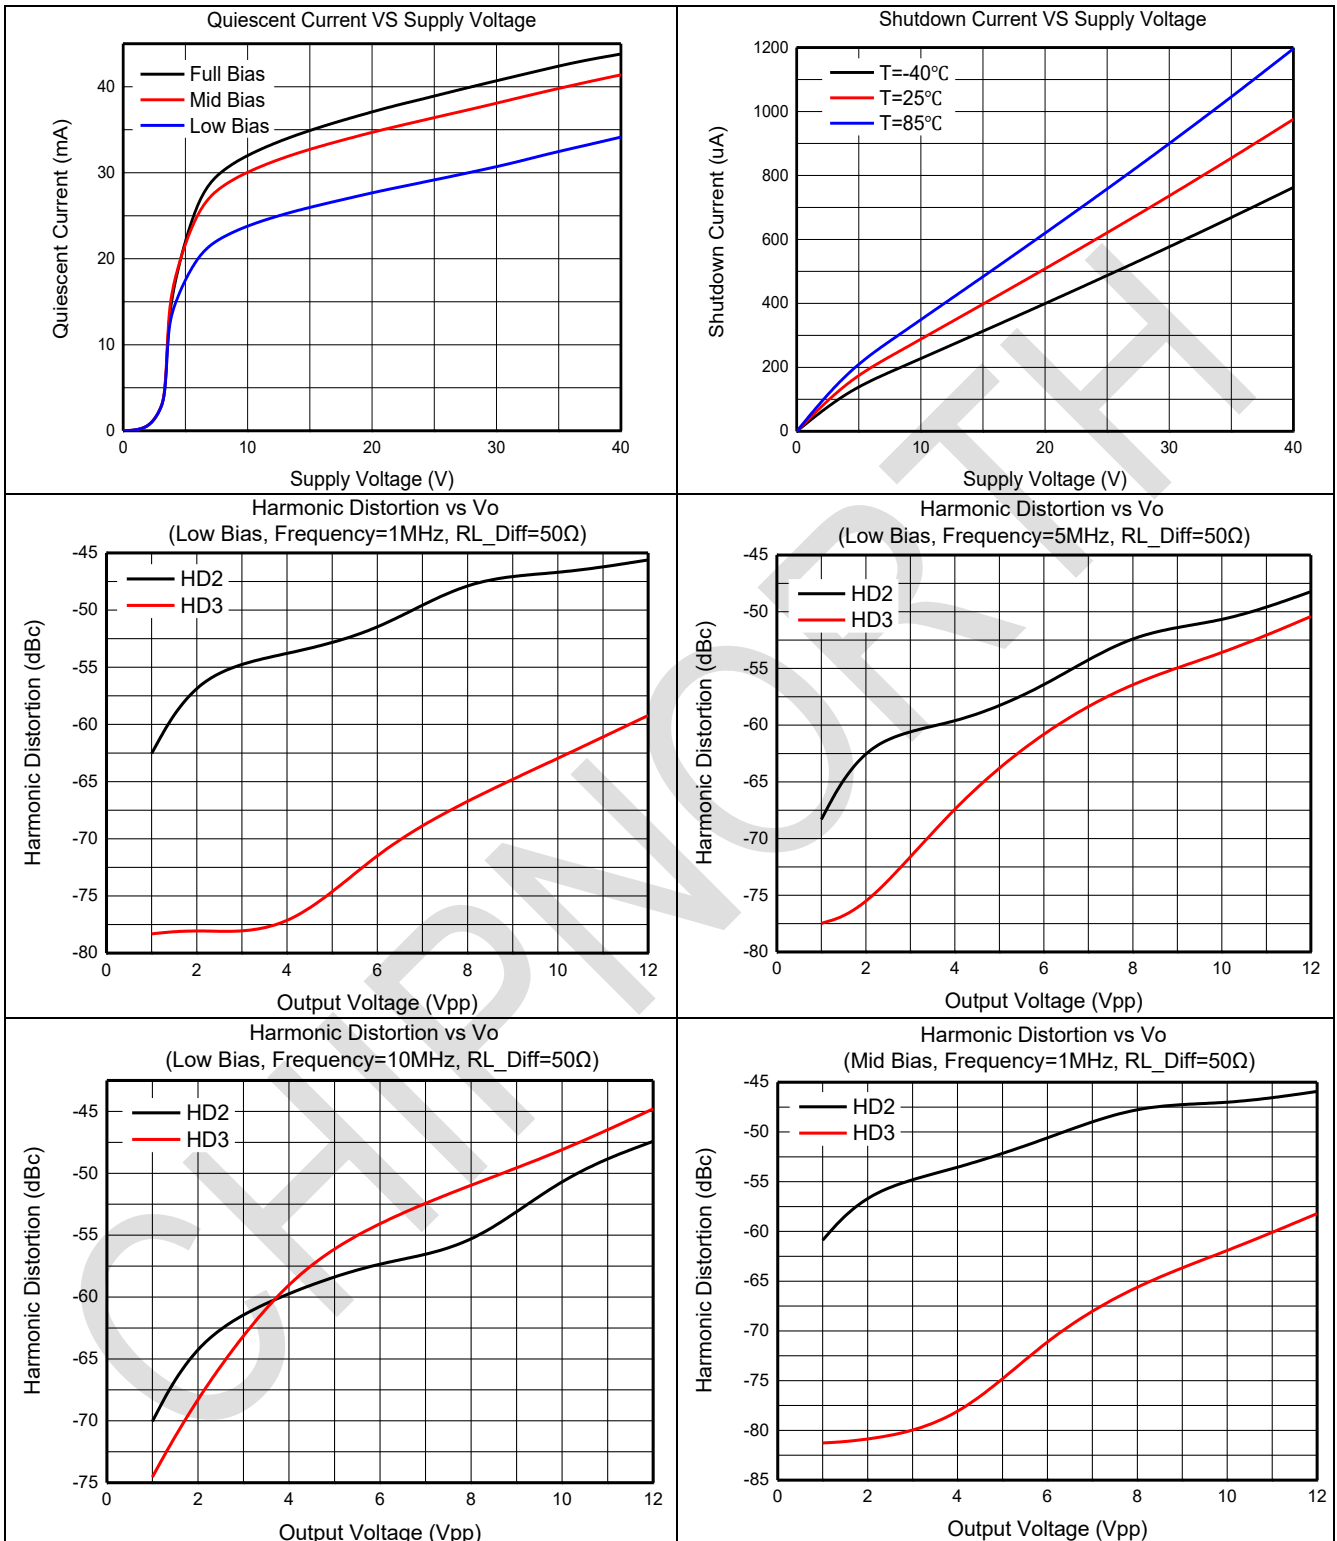 Quiescent Current VS Supply Voltage
Full Bias
Mid Bias
Low Bias
Quiescent Current (mA)
40
30
20
10
0
0 10 20 30 40
Supply Voltage (V)
Shutdown Current VS Supply Voltage
T=-40℃
T=25℃
T=85℃
Shutdown Current (uA)
1200
1000
800
600
400
200
0
0 10 20 30 40
Supply Voltage (V)
Harmonic Distortion vs Vo
(Low Bias, Frequency=1MHz, RL_Diff=50Ω)
HD2
HD3
Harmonic Distortion (dBc)
-45
-50
-55
-60
-65
-70
-75
-80
0 2 4 6 8 10 12
Output Voltage (Vpp)
Harmonic Distortion vs Vo
(Low Bias, Frequency=5MHz, RL_Diff=50Ω)
HD2
HD3
Harmonic Distortion (dBc)
-45
-50
-55
-60
-65
-70
-75
-80
0 2 4 6 8 10 12
Output Voltage (Vpp)
Harmonic Distortion vs Vo
(Low Bias, Frequency=10MHz, RL_Diff=50Ω)
HD2
HD3
Harmonic Distortion (dBc)
-45
-50
-55
-60
-65
-70
-75
0 2 4 6 8 10 12
Output Voltage (Vpp)
Harmonic Distortion vs Vo
(Mid Bias, Frequency=1MHz, RL_Diff=50Ω)
HD2
HD3
Harmonic Distortion (dBc)
-45
-50
-55
-60
-65
-70
-75
-80
-85
0 2 4 6 8 10 12
Output Voltage (Vpp)
CHIPNORTH